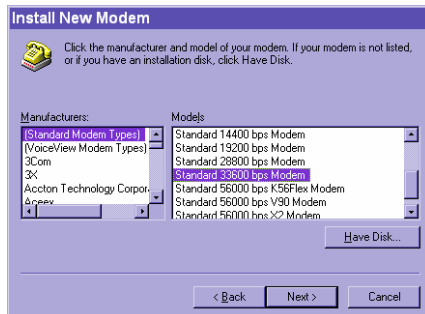 Install New Modem
Click the manufacturer and model of your modem. If your modem is not listed,
or if you have an installation disk, click Have Disk.
Manufacturers:
(Standard Modem Types)
(VoiceView Modem Types)
3Com
3X
Accton Technology Corpor
Aceex
Models
Standard 14400 bps Modem
Standard 19200 bps Modem
Standard 28800 bps Modem
Standard 33600 bps Modem
Standard 56000 bps K56Flex Modem
Standard 56000 bps V90 Modem
Standard 56000 bps X2 Modem
Have Disk...
< Back
Next >
Cancel